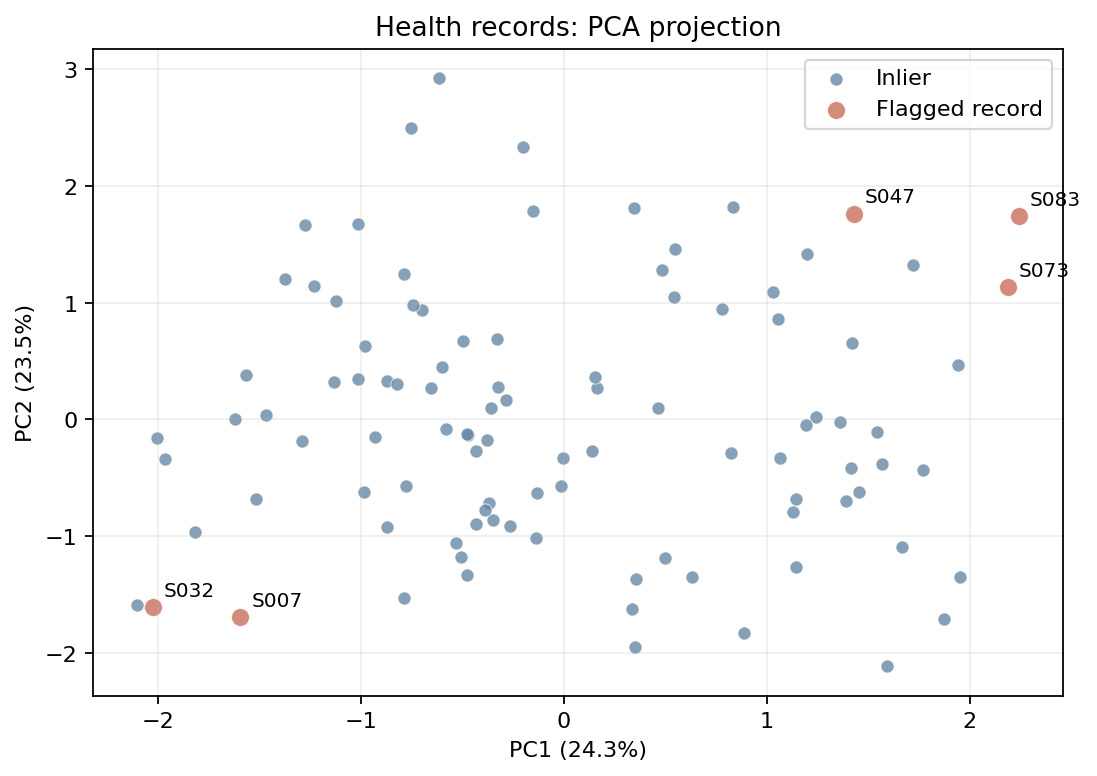 Health records: PCA projection
Inlier
Flagged record
3
2
1
0
−1
−2
PC2 (23.5%)
S047
S083
S073
S032
S007
−2
−1
0
1
2
PC1 (24.3%)